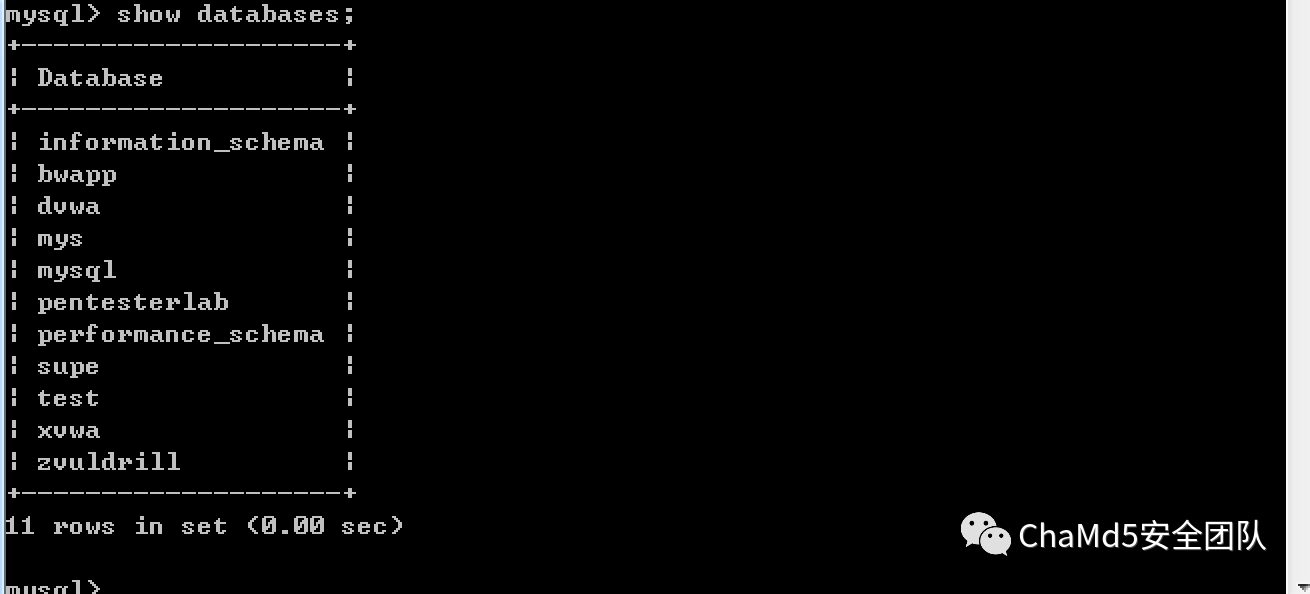 mysql> show databases;
+--------------------+
| Database           |
+--------------------+
| information_schema |
| bwapp              |
| dvwa               |
| mys                |
| mysql              |
| pentesterlab       |
| performance_schema |
| supe               |
| test               |
| xvwa               |
| zvuldrill          |
+--------------------+
11 rows in set (0.00 sec)
ChaMd5安全团队
mysql>